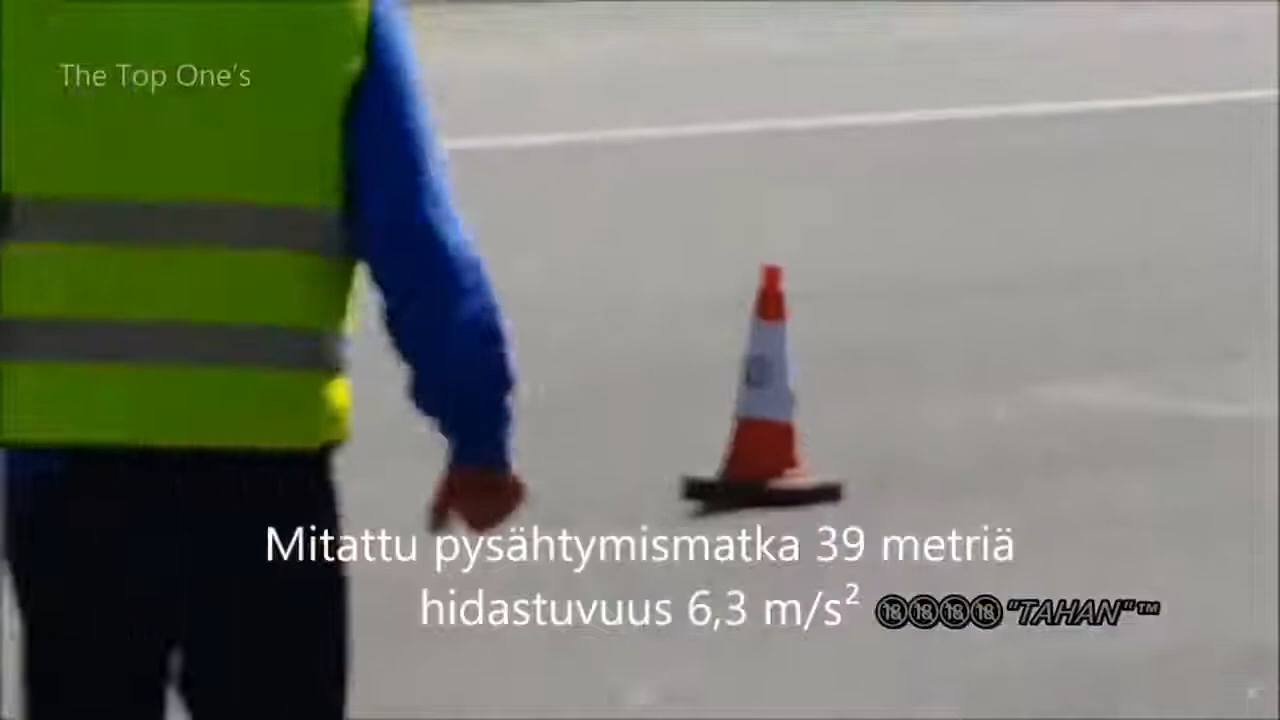 The Top One's
Mitattu pysähtymismatka 39 metriä
hidastuvuus 6,3 m/s² ⑱⑱⑱⑱"TAHAN"™